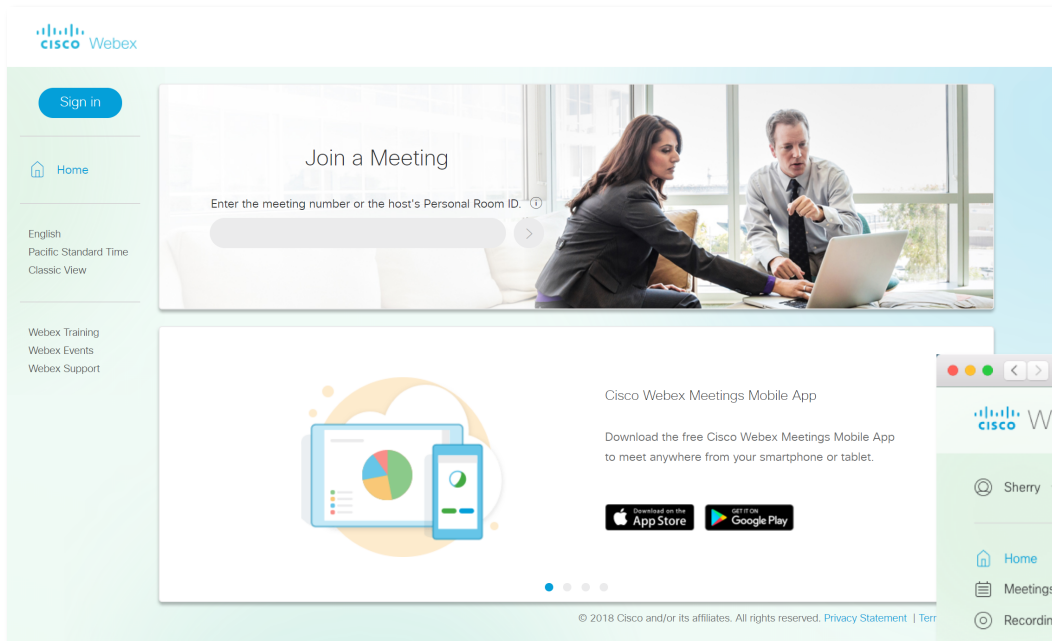 CISCO Webex
Sign in
Home
English
Pacific Standard Time
Classic View
Webex Training
Webex Events
Webex Support
Join a Meeting
Enter the meeting number or the host's Personal Room ID.
Cisco Webex Meetings Mobile App
Download the free Cisco Webex Meetings Mobile App
to meet anywhere from your smartphone or tablet.
Download on the
App Store
GET IT ON
Google Play
© 2018 Cisco and/or its affiliates. All rights reserved. Privacy Statement | Terr
CISCO W
Sherry
Home
Meetings
Recordin